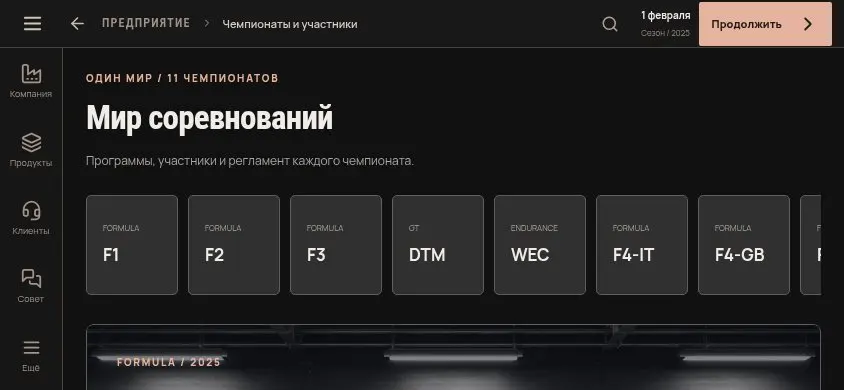 ПРЕДПРИЯТИЕ
Чемпионаты и участники
1 февраля
Сезон / 2025
Продолжить
Компания
Продукты
Клиенты
Совет
Ещё
ОДИН МИР / 11 ЧЕМПИОНАТОВ
Мир соревнований
Программы, участники и регламент каждого чемпионата.
FORMULA
F1
FORMULA
F2
FORMULA
F3
GT
DTM
ENDURANCE
WEC
FORMULA
F4-IT
FORMULA
F4-GB
FORMULA / 2025